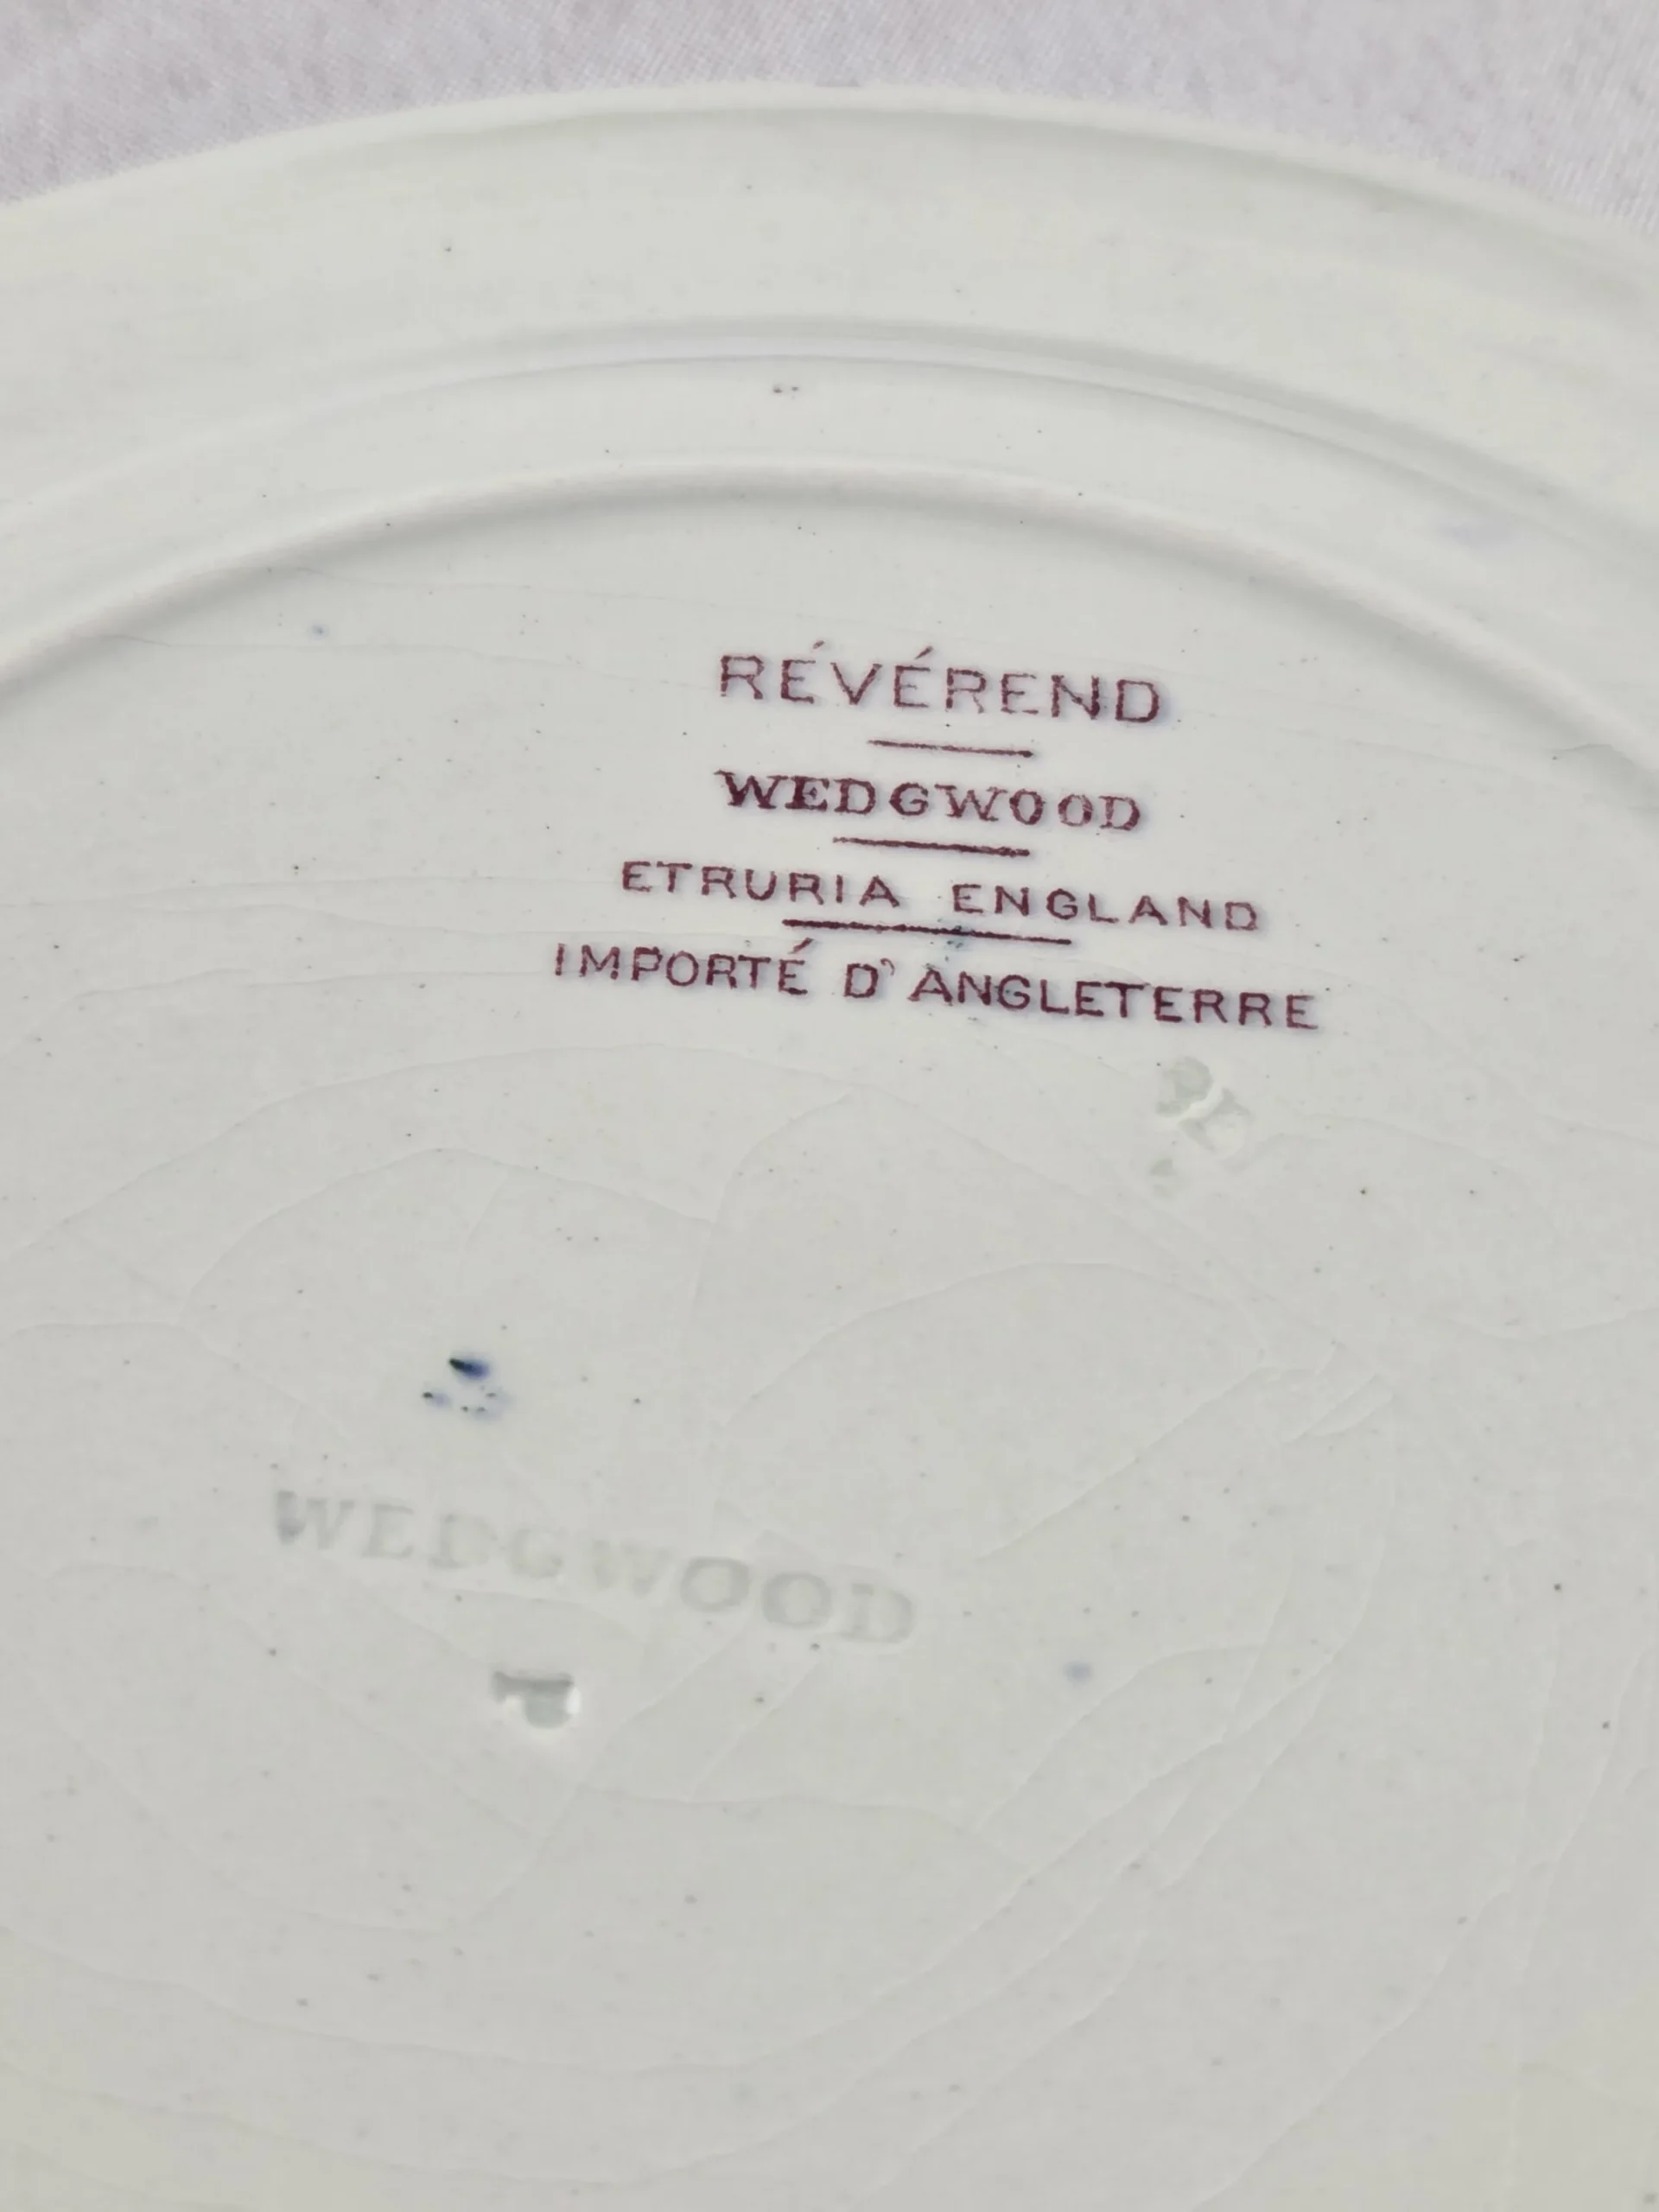 RÉVÉREND
WEDGWOOD
ETRURIA ENGLAND
IMPORTÉ D'ANGLETERRE
WEDGWOOD
P